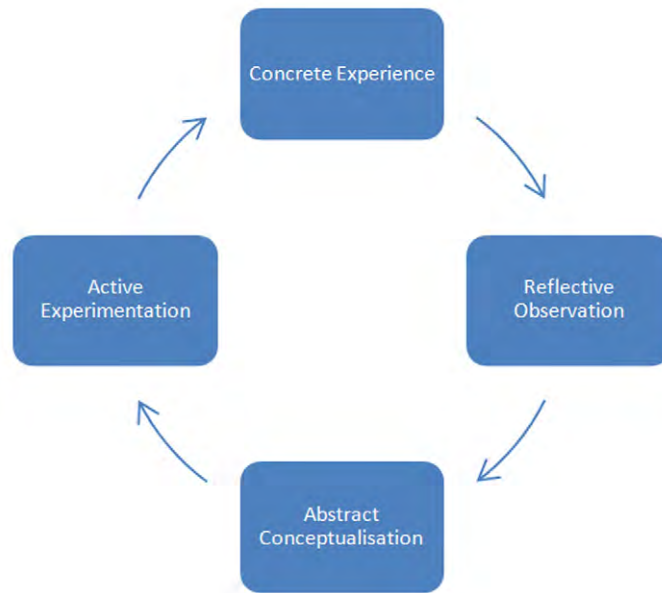 Concrete Experience
Reflective
Observation
Abstract
Conceptualisation
Active
Experimentation